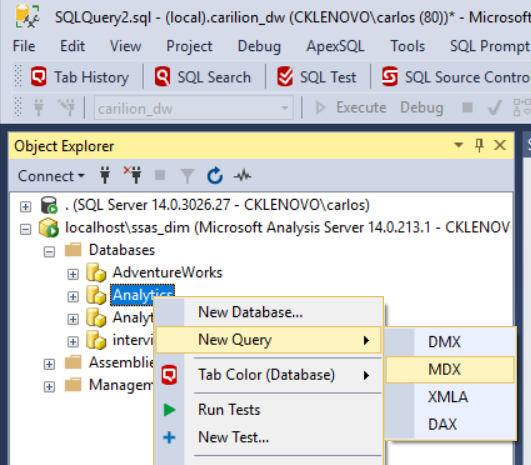 SQLQuery2.sql - (local).carilion_dw (CKLENOVO\carlos (80))* - Microsoft
File Edit View Project Debug ApexSQL Tools SQL Prompt
Tab History SQL Search SQL Test SQL Source Contro
carilion_dw Execute Debug
Object Explorer
Connect
. (SQL Server 14.0.3026.27 - CKLENOVO\carlos)
localhost\ssas_dim (Microsoft Analysis Server 14.0.213.1 - CKLENOV
Databases
AdventureWorks
Analytics
Analyt
intervi
Assemblie
Managem
New Database...
New Query
Tab Color (Database)
Run Tests
New Test...
DMX
MDX
XMLA
DAX